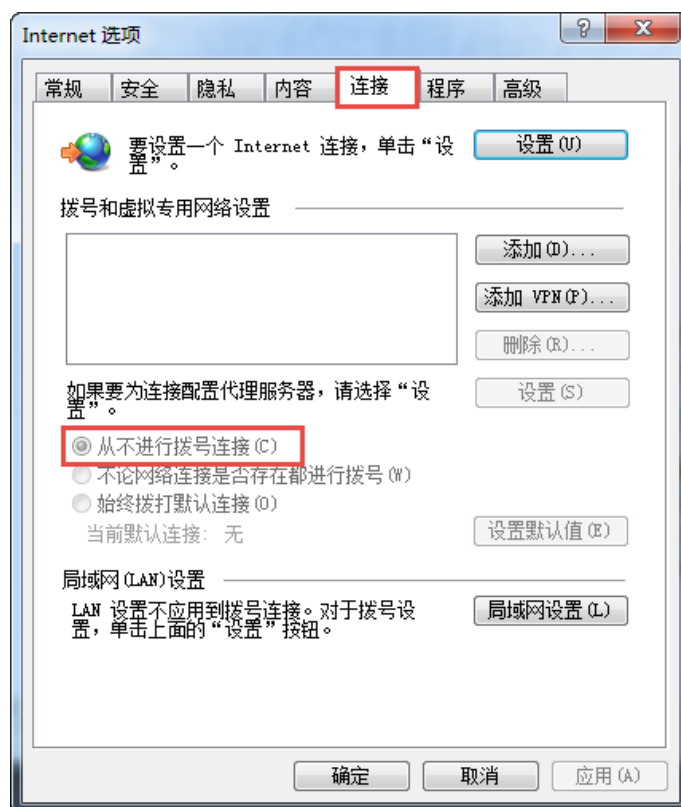 Internet 选项
常规 安全 隐私 内容 连接 程序 高级
要设置一个 Internet 连接，单击“设
置”。
设置(U)
拨号和虚拟专用网络设置
添加(D)...
添加 VPN(P)...
删除(R)...
如果要为连接配置代理服务器，请选择“设
置”。
设置(S)
从不进行拨号连接(C)
不论网络连接是否存在都进行拨号(W)
始终拨打默认连接(O)
当前默认连接: 无
设置默认值(E)
局域网(LAN)设置
LAN 设置不应用到拨号连接。对于拨号设
置，单击上面的“设置”按钮。
局域网设置(L)
确定 取消 应用(A)